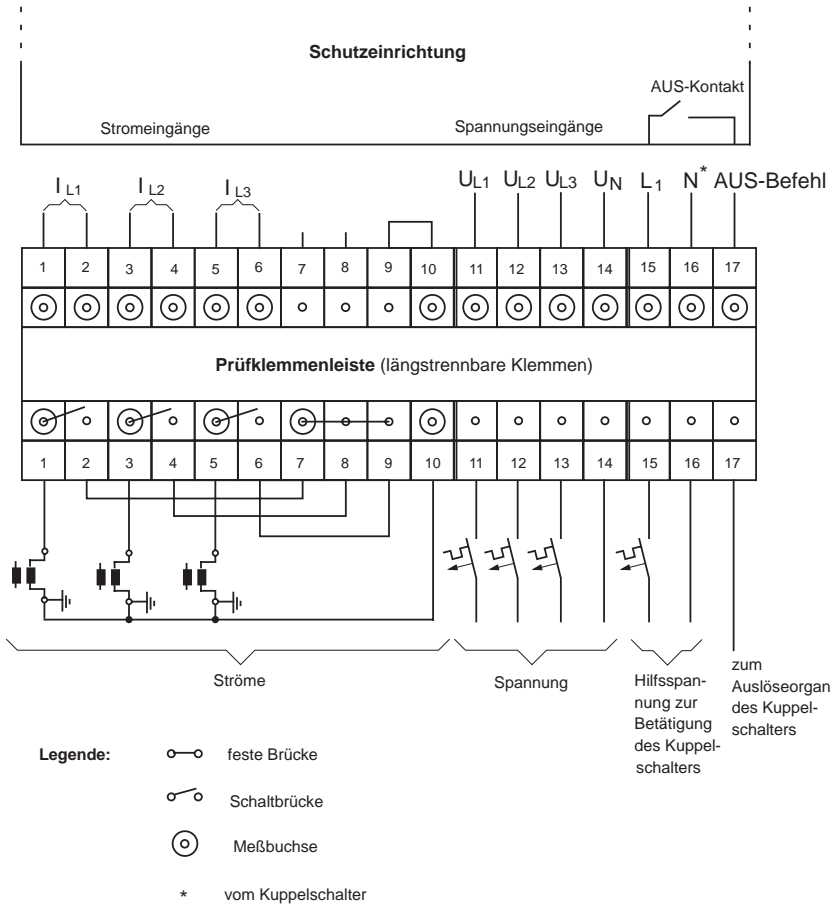 Schutzeinrichtung
AUS-Kontakt
Stromeingänge Spannungseingänge
I L1 I L2 I L3 UL1 UL2 UL3 UN L1 N* AUS-Befehl
1 2 3 4 5 6 7 8 9 10 11 12 13 14 15 16 17
Prüfklemmenleiste (längstrennbare Klemmen)
1 2 3 4 5 6 7 8 9 10 11 12 13 14 15 16 17
Ströme
Spannung
Hilfsspan-
nung zur
Betätigung
des Kuppel-
schalters
zum
Auslöseorgan
des Kuppel-
schalters
Legende:
feste Brücke
Schaltbrücke
Meßbuchse
* vom Kuppelschalter